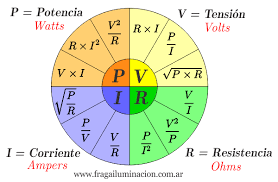 P = Potencia
Watts
V = Tensión
Volts
V²/R
R × I²
V × I
R × I
P/I
√P × R
P V
I R
√P/R
P/V
V/R
V/I
V²/P
P/I²
I = Corriente
Ampers
R = Resistencia
Ohms
www.fragailuminacion.com.ar